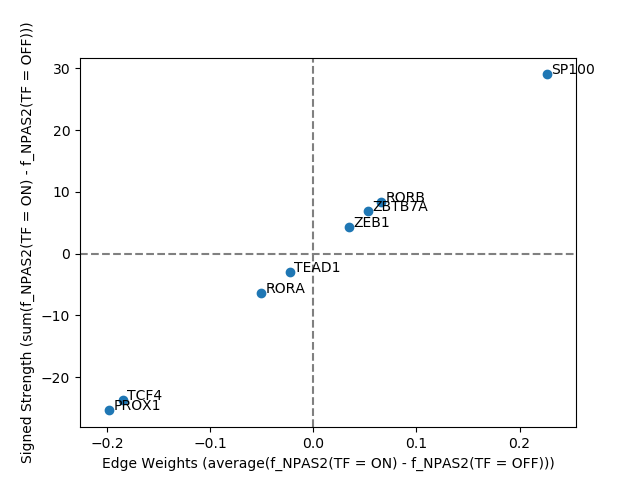 Signed Strength (sum(f_NPAS2(TF = ON) - f_NPAS2(TF = OFF)))
30
20
10
0
−10
−20
SP100
RORB
ZBTB7A
ZEB1
TEAD1
RORA
TCF4
PROX1
−0.2
−0.1
0.0
0.1
0.2
Edge Weights (average(f_NPAS2(TF = ON) - f_NPAS2(TF = OFF)))